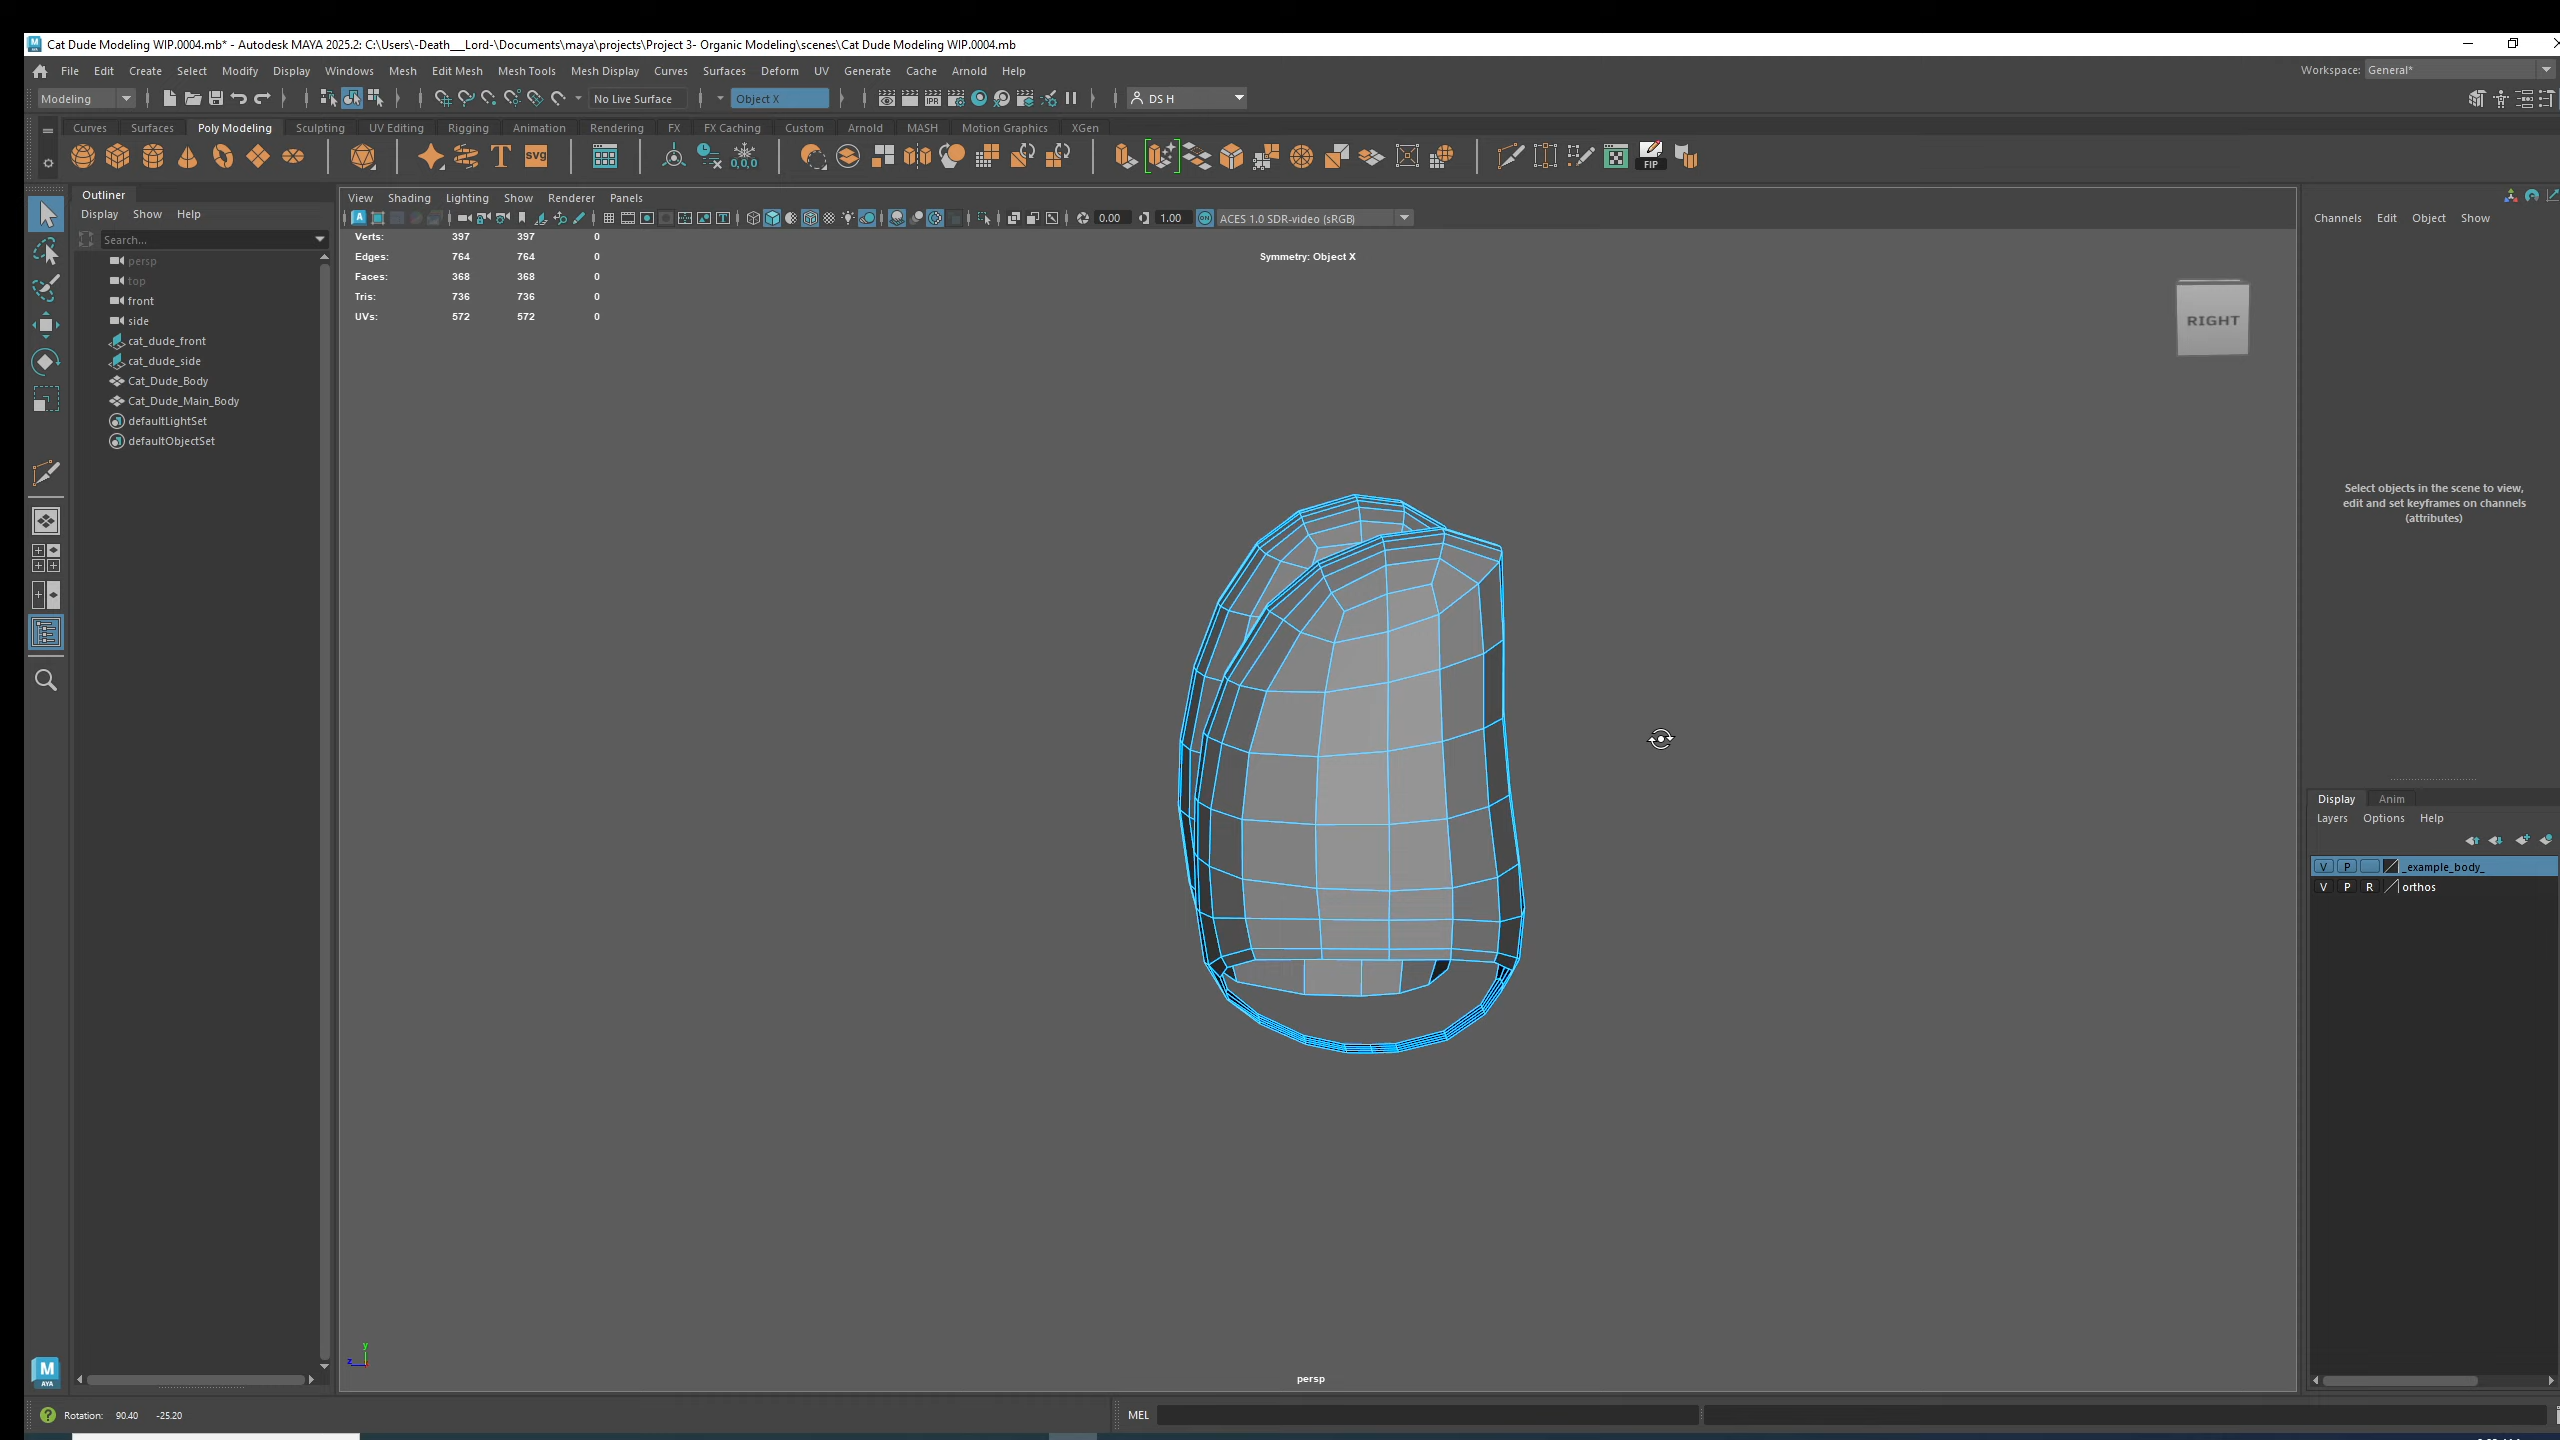 Cat Dude Modeling WIP.0004.mb* - Autodesk MAYA 2025.2: C:\Users\-Death__Lord-\Documents\maya\projects\Project 3- Organic Modeling\scenes\Cat Dude Modeling WIP.0004.mb
File Edit Create Select Modify Display Windows Mesh Edit Mesh Mesh Tools Mesh Display Curves Surfaces Deform UV Generate Cache Arnold Help Workspace: General*
Modeling No Live Surface Object X IPR DS H
Curves Surfaces Poly Modeling Sculpting UV Editing Rigging Animation Rendering FX FX Caching Custom Arnold MASH Motion Graphics XGen
T svg 0,0,0 FIP
Outliner
Display Show Help
Search...
persp
top
front
side
cat_dude_front
cat_dude_side
Cat_Dude_Body
Cat_Dude_Main_Body
defaultLightSet
defaultObjectSet
View Shading Lighting Show Renderer Panels
0.00 1.00 ON ACES 1.0 SDR-video (sRGB)
Verts: 397 397 0
Edges: 764 764 0
Faces: 368 368 0
Tris: 736 736 0
UVs: 572 572 0
Symmetry: Object X
RIGHT
y
z
persp
Channels Edit Object Show
Select objects in the scene to view,
edit and set keyframes on channels
(attributes)
Display Anim
Layers Options Help
V P _example_body_
V P R orthos
M
AYA
Rotation: 90.40 -25.20
MEL